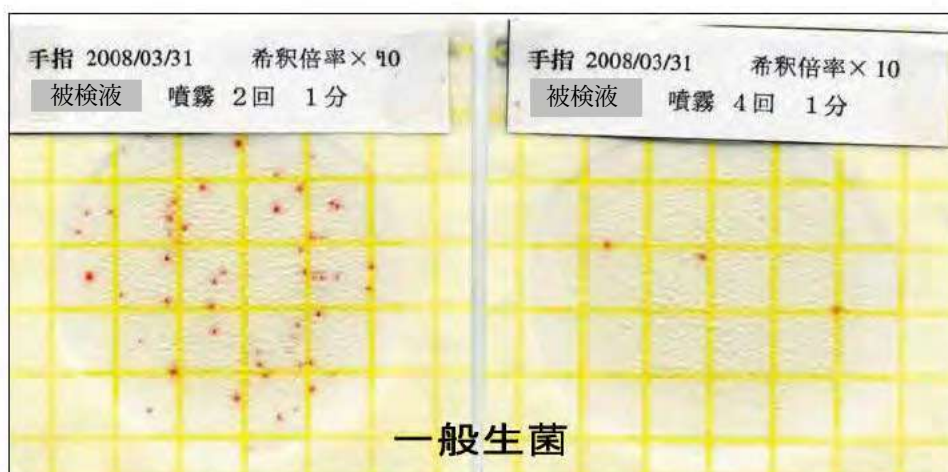 手指 2008/03/31 希釈倍率×10
被検液 噴霧 2回 1分
手指 2008/03/31 希釈倍率×10
被検液 噴霧 4回 1分
一般生菌